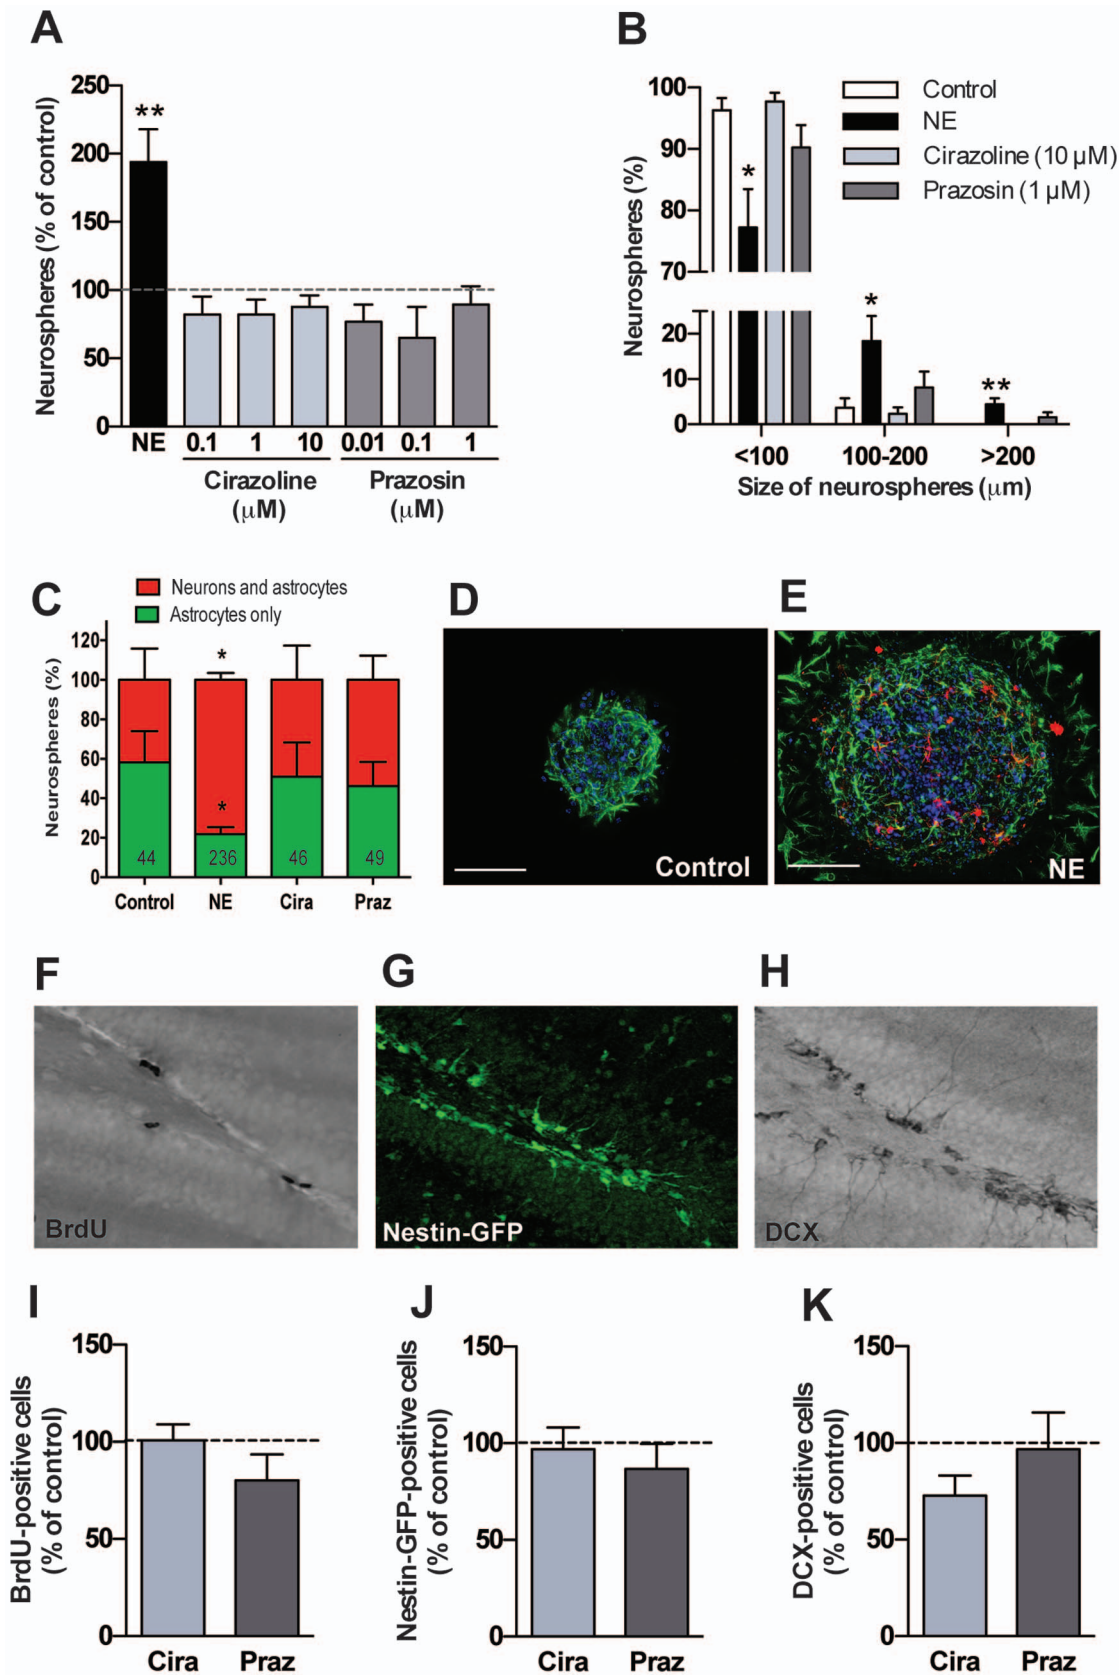 A
Neurospheres (% of control)
250
200
150
100
50
0
**
NE
0.1
1
10
0.01
0.1
1
Cirazoline
(μM)
Prazosin
(μM)
B
Neurospheres (%)
100
90
80
70
20
10
0
*
*
**
Control
NE
Cirazoline (10 μM)
Prazosin (1 μM)
<100
100-200
>200
Size of neurospheres (μm)
C
Neurons and astrocytes
Astrocytes only
Neurospheres (%)
120
100
80
60
40
20
0
*
*
44
236
46
49
Control
NE
Cira
Praz
D
Control
E
NE
F
BrdU
G
Nestin-GFP
H
DCX
I
BrdU-positive cells
(% of control)
150
100
50
0
Cira
Praz
J
Nestin-GFP-positive cells
(% of control)
150
100
50
0
Cira
Praz
K
DCX-positive cells
(% of control)
150
100
50
0
Cira
Praz